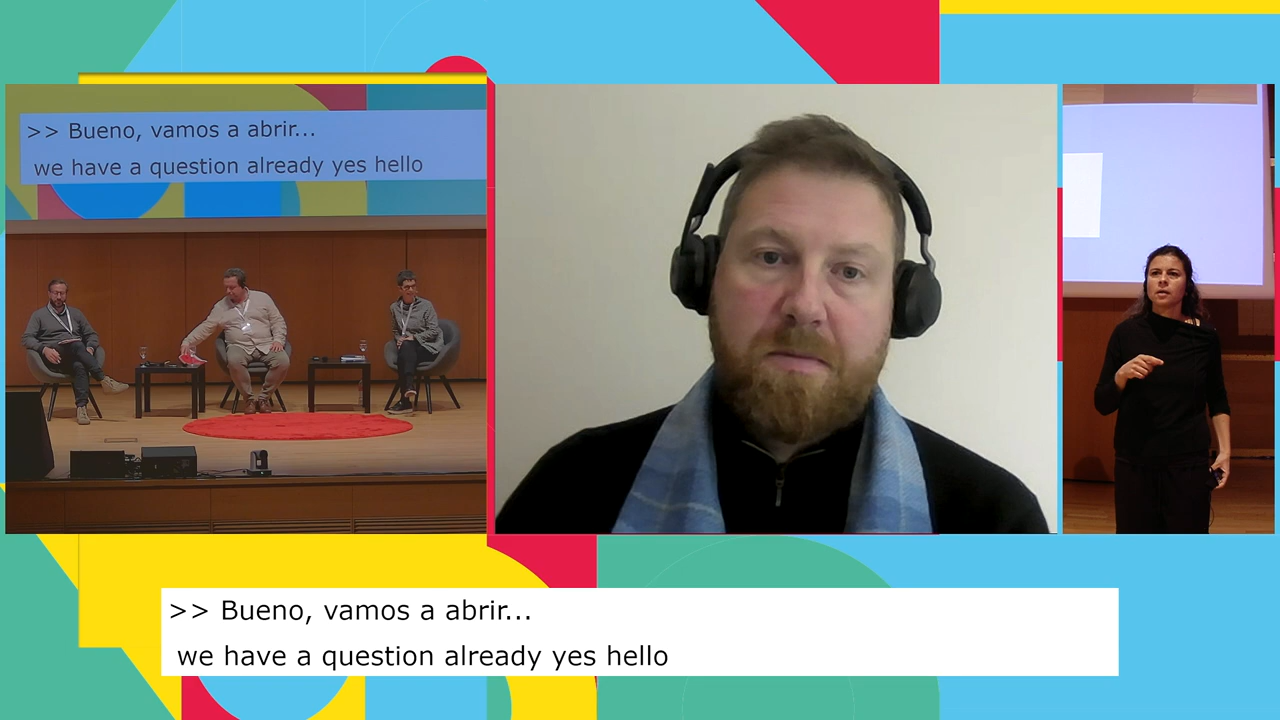 >> Bueno, vamos a abrir...
we have a question already yes hello
>> Bueno, vamos a abrir...
we have a question already yes hello